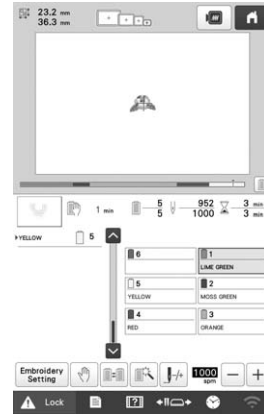 23.2 mm
36.3 mm
1 min
5
5
952
1000
3 min
3 min
YELLOW 5
6
1
LIME GREEN
5
YELLOW
2
MOSS GREEN
4
RED
3
ORANGE
Embroidery
Setting
1000
spm
Lock